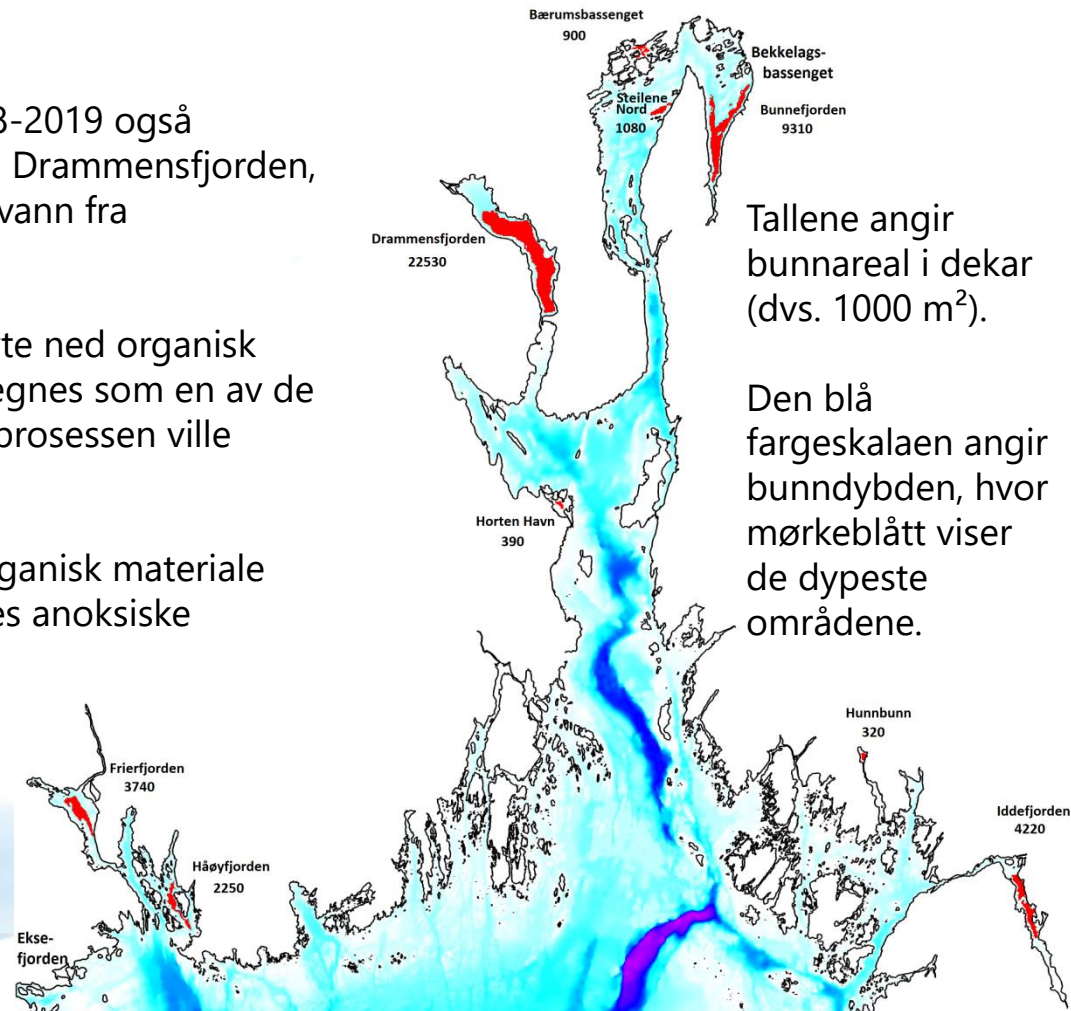 3-2019 også
Drammensfjorden,
vann fra
te ned organisk
egnes som en av de
prosessen ville
ganisk materiale
es anoksiske
Bærumsbassenget
900
Bekkelags-
bassenget
Steilene
Nord
1080
Bunnefjorden
9310
Drammensfjorden
22530
Horten Havn
390
Tallene angir
bunnareal i dekar
(dvs. 1000 m²).
Den blå
fargeskalaen angir
bunndybden, hvor
mørkeblått viser
de dypeste
områdene.
Hunnbunn
320
Frierfjorden
3740
Iddefjorden
4220
Håøyfjorden
2250
Ekse-
fjorden